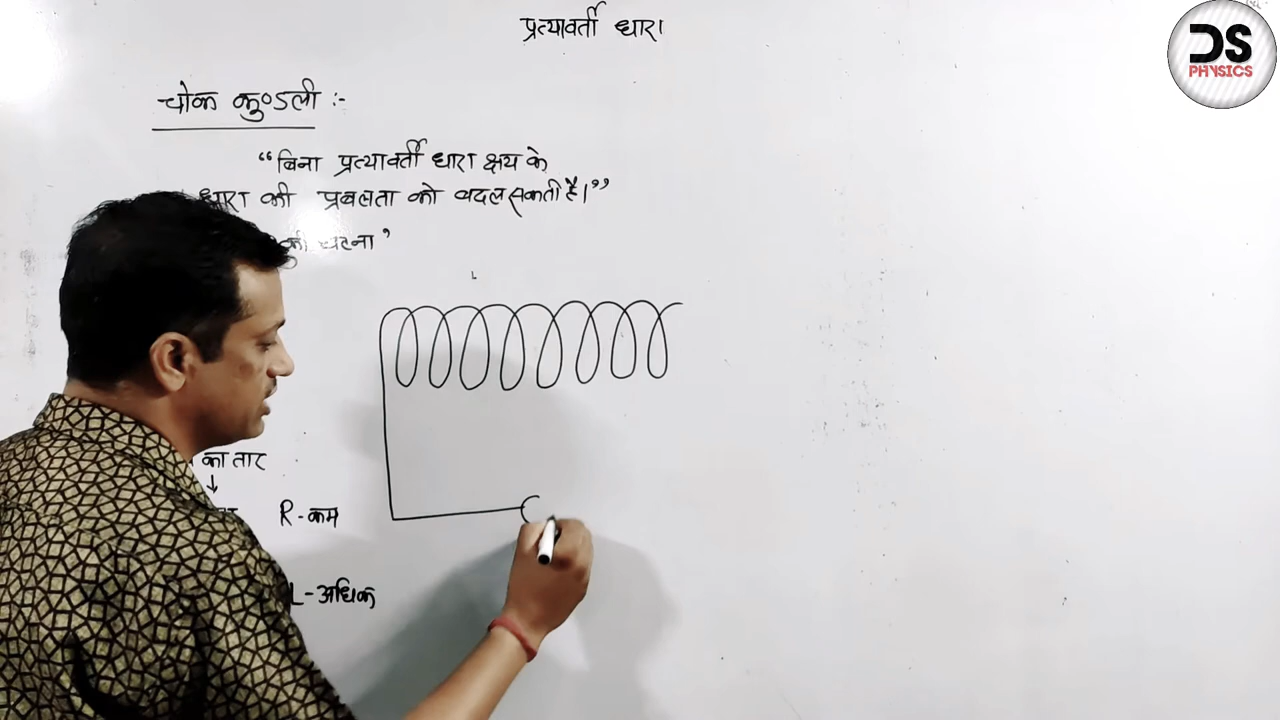 प्रत्यावर्ती धारा
DS
PHYSICS
चोक कुण्डली :-
“बिना प्रत्यावर्ती धारा क्षय के
धारा की प्रबलता को बदल सकती है।”
की घटना’
का तार
↓
R-कम
L-अधिक